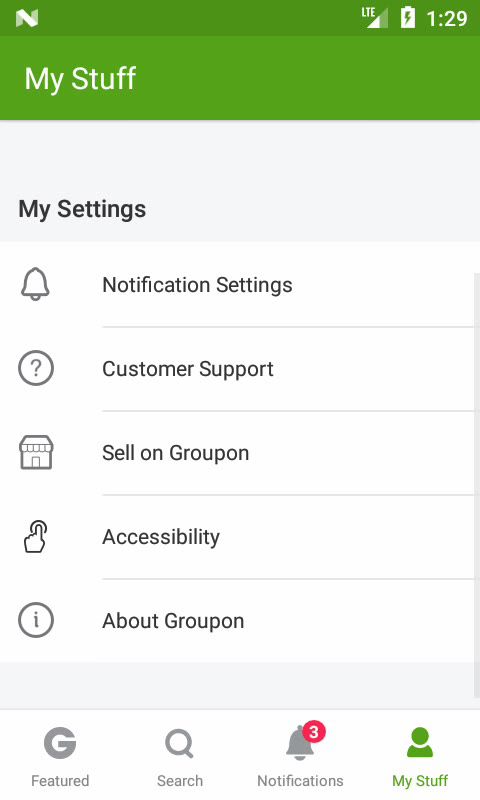 LTE 1:29
My Stuff
My Settings
Notification Settings
? Customer Support
Sell on Groupon
Accessibility
i About Groupon
3
G
Featured Search Notifications My Stuff